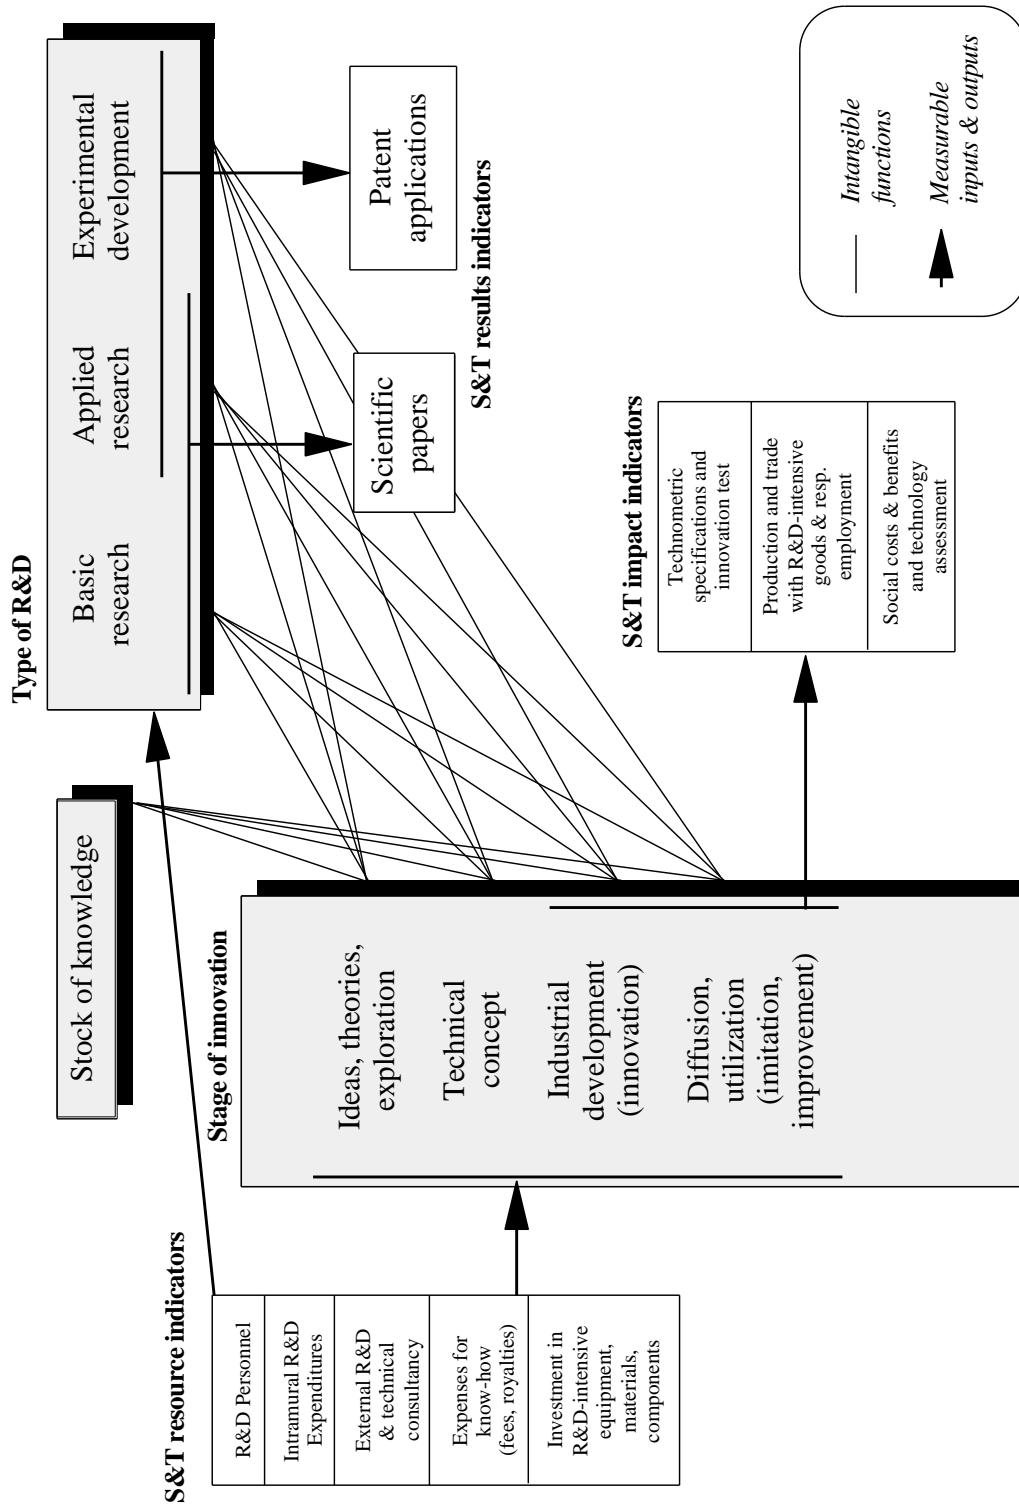 Type of R&D
Basic
research
Applied
research
Experimental
development
Stock of knowledge
Scientific
papers
Patent
applications
S&T results indicators
Stage of innovation
Ideas, theories,
exploration
Technical
concept
Industrial
development
(innovation)
Diffusion,
utilization
(imitation,
improvement)
S&T resource indicators
R&D Personnel
Intramural R&D
Expenditures
External R&D
& technical
consultancy
Expenses for
know-how
(fees, royalties)
Investment in
R&D-intensive
equipment,
materials,
components
S&T impact indicators
Technometric
specifications and
innovation test
Production and trade
with R&D-intensive
goods & resp.
employment
Social costs & benefits
and technology
assessment
Intangible
functions
Measurable
inputs & outputs